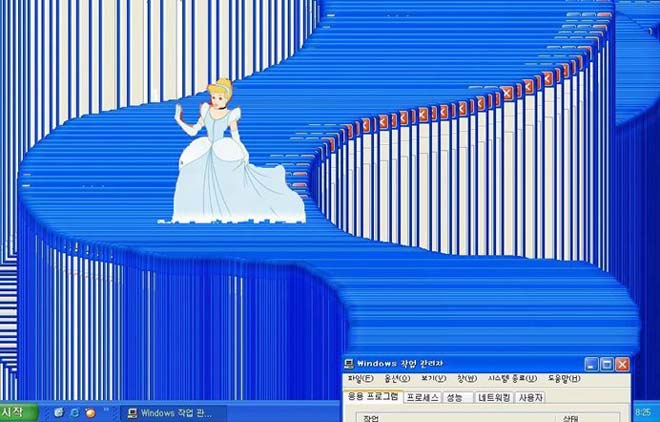 Windows 작업 관리자
파일(F) 옵션(O) 보기(V) 창(W) 시스템 종료(U) 도움말(H)
응용 프로그램 프로세스 성능 네트워킹 사용자
작업 상태
시작 Windows 작업 관... 8:25